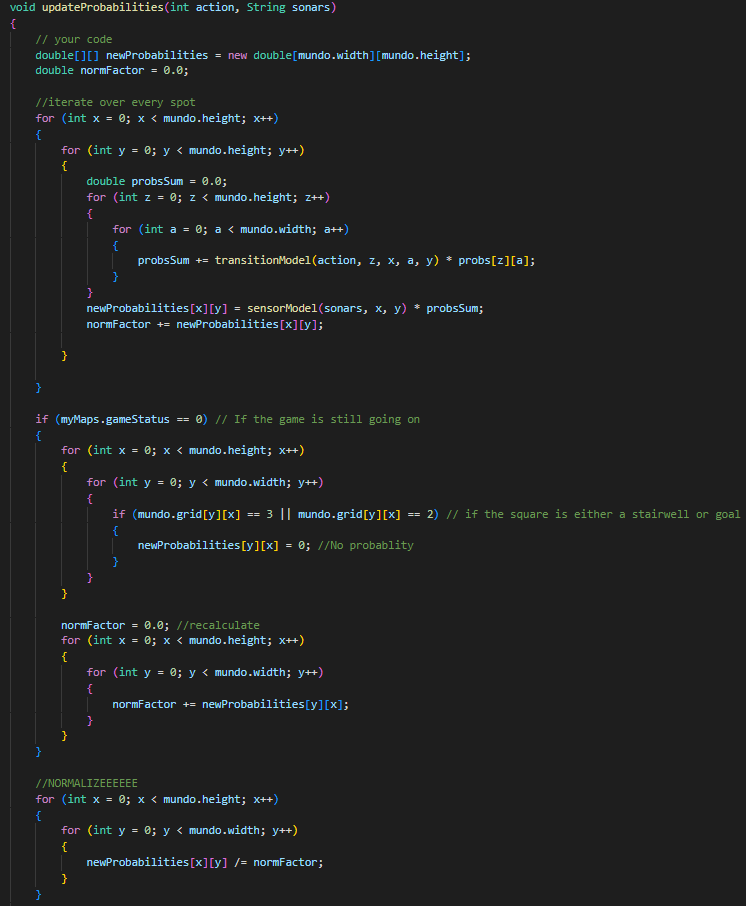 void updateProbabilities(int action, String sonars)
{
// your code
double[][] newProbabilities = new double[mundo.width][mundo.height];
double normFactor = 0.0;
//iterate over every spot
for (int x = 0; x < mundo.height; x++)
{
for (int y = 0; y < mundo.height; y++)
{
double probsSum = 0.0;
for (int z = 0; z < mundo.height; z++)
{
for (int a = 0; a < mundo.width; a++)
{
probsSum += transitionModel(action, z, x, a, y) * probs[z][a];
}
}
newProbabilities[x][y] = sensorModel(sonars, x, y) * probsSum;
normFactor += newProbabilities[x][y];
}
}
if (myMaps.gameStatus == 0) // If the game is still going on
{
for (int x = 0; x < mundo.height; x++)
{
for (int y = 0; y < mundo.width; y++)
{
if (mundo.grid[y][x] == 3 || mundo.grid[y][x] == 2) // if the square is either a stairwell or goal
{
newProbabilities[y][x] = 0; //No probablity
}
}
}
normFactor = 0.0; //recalculate
for (int x = 0; x < mundo.height; x++)
{
for (int y = 0; y < mundo.width; y++)
{
normFactor += newProbabilities[y][x];
}
}
}
//NORMALIZEEEEEE
for (int x = 0; x < mundo.height; x++)
{
for (int y = 0; y < mundo.width; y++)
{
newProbabilities[x][y] /= normFactor;
}
}